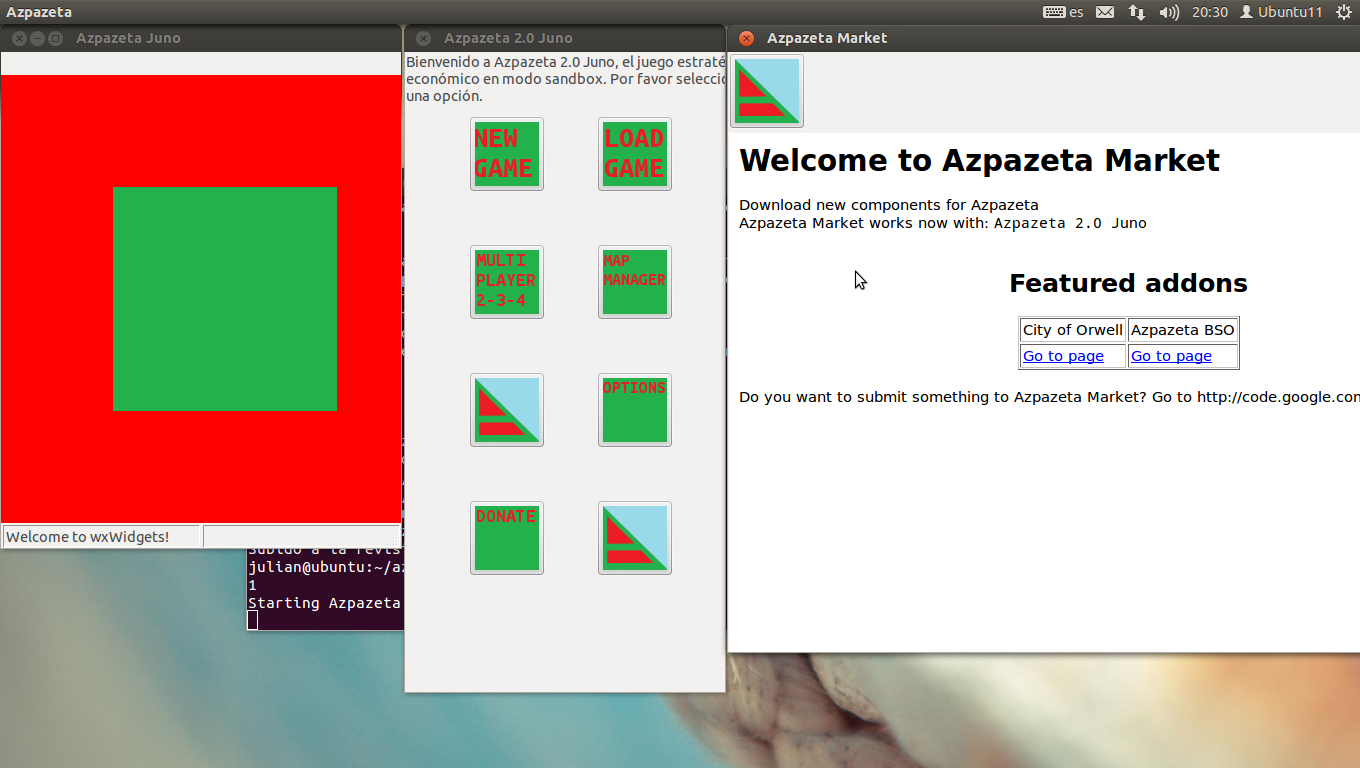 Azpazeta
es
20:30
Ubuntu11
Azpazeta Juno
Welcome to wxWidgets!
julian@ubuntu:~/a
1
Starting Azpazeta
Azpazeta 2.0 Juno
Bienvenido a Azpazeta 2.0 Juno, el juego estraté
económico en modo sandbox. Por favor selecci
una opción.
NEW
GAME
LOAD
GAME
MULTI
PLAYER
2-3-4
MAP
MANAGER
OPTIONS
DONATE
Azpazeta Market
Welcome to Azpazeta Market
Download new components for Azpazeta
Azpazeta Market works now with: Azpazeta 2.0 Juno
Featured addons
City of Orwell Azpazeta BSO
Go to page Go to page
Do you want to submit something to Azpazeta Market? Go to http://code.google.co